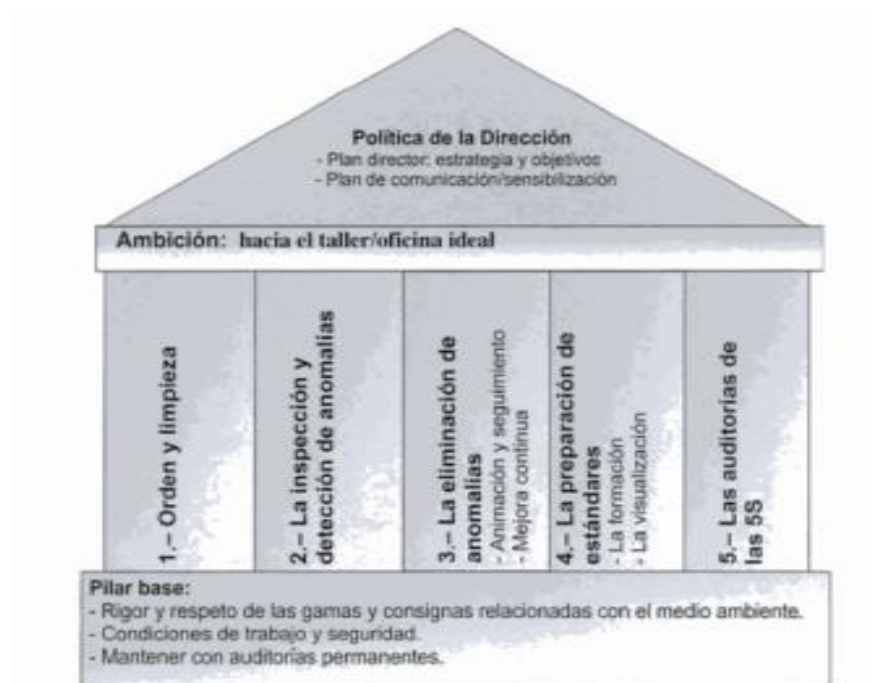 Política de la Dirección
- Plan director: estrategia y objetivos
- Plan de comunicación/sensibilización
Ambición: hacia el taller/oficina ideal
1.– Orden y limpieza
2.– La inspección y
detección de anomalías
3.– La eliminación de
anomalías
- Animación y seguimiento
- Mejora continua
4.– La preparación de
estándares
- La formación
- La visualización
5.– Las auditorías de
las 5S
Pilar base:
- Rigor y respeto de las gamas y consignas relacionadas con el medio ambiente.
- Condiciones de trabajo y seguridad.
- Mantener con auditorías permanentes.